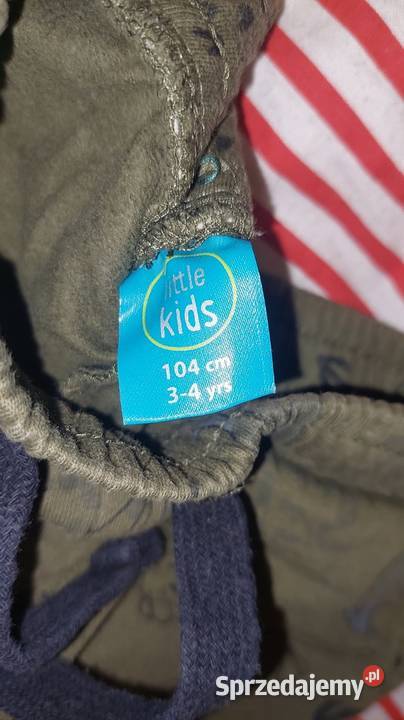 little
kids
104 cm
3-4 yrs
Sprzedajemy.pl